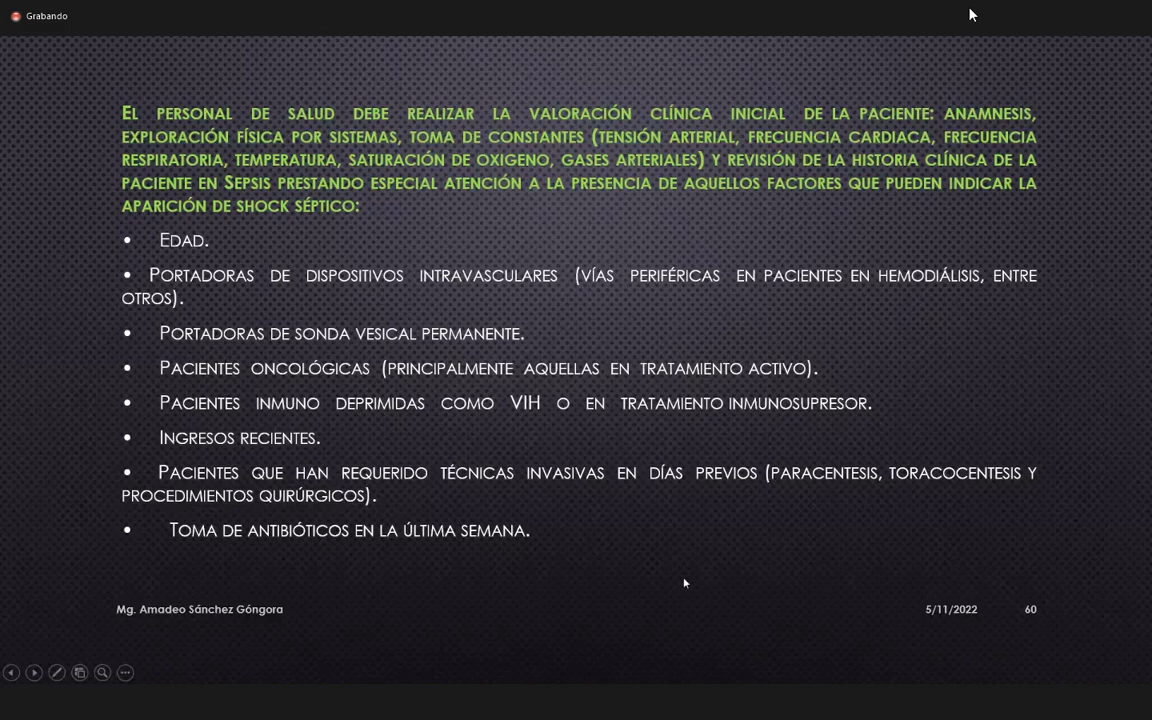 Grabando
EL PERSONAL DE SALUD DEBE REALIZAR LA VALORACIÓN CLÍNICA INICIAL DE LA PACIENTE: ANAMNESIS,
EXPLORACIÓN FÍSICA POR SISTEMAS, TOMA DE CONSTANTES (TENSIÓN ARTERIAL, FRECUENCIA CARDIACA, FRECUENCIA
RESPIRATORIA, TEMPERATURA, SATURACIÓN DE OXIGENO, GASES ARTERIALES) Y REVISIÓN DE LA HISTORIA CLÍNICA DE LA
PACIENTE EN SEPSIS PRESTANDO ESPECIAL ATENCIÓN A LA PRESENCIA DE AQUELLOS FACTORES QUE PUEDEN INDICAR LA
APARICIÓN DE SHOCK SÉPTICO:
• EDAD.
• PORTADORAS DE DISPOSITIVOS INTRAVASCULARES (VÍAS PERIFÉRICAS EN PACIENTES EN HEMODIÁLISIS, ENTRE
OTROS).
• PORTADORAS DE SONDA VESICAL PERMANENTE.
• PACIENTES ONCOLÓGICAS (PRINCIPALMENTE AQUELLAS EN TRATAMIENTO ACTIVO).
• PACIENTES INMUNO DEPRIMIDAS COMO VIH O EN TRATAMIENTO INMUNOSUPRESOR.
• INGRESOS RECIENTES.
• PACIENTES QUE HAN REQUERIDO TÉCNICAS INVASIVAS EN DÍAS PREVIOS (PARACENTESIS, TORACOCENTESIS Y
PROCEDIMIENTOS QUIRÚRGICOS).
• TOMA DE ANTIBIÓTICOS EN LA ÚLTIMA SEMANA.
Mg. Amadeo Sánchez Góngora 5/11/2022 60